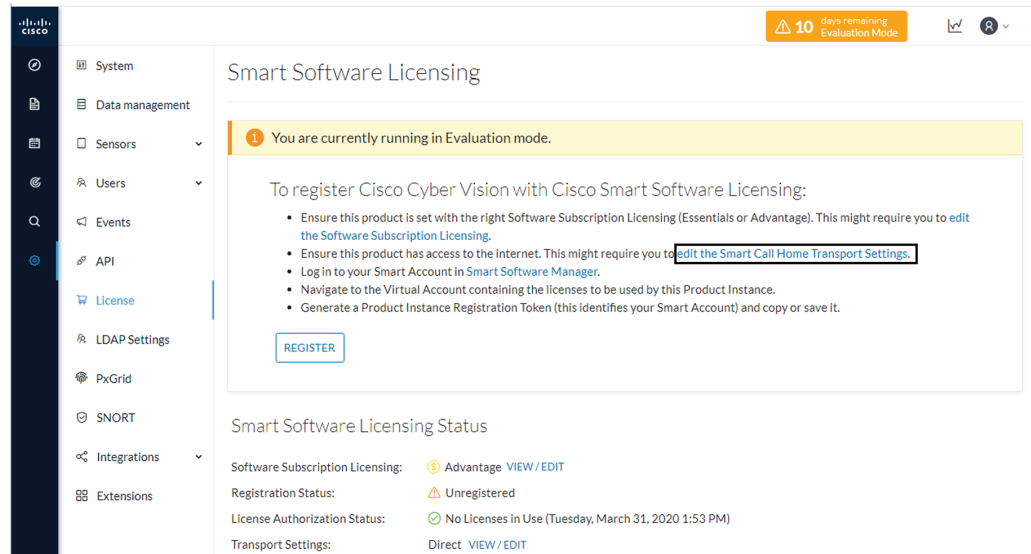 CISCO
10 days remaining
Evaluation Mode
System
Data management
Sensors
Users
Events
API
License
LDAP Settings
PxGrid
SNORT
Integrations
Extensions
Smart Software Licensing
You are currently running in Evaluation mode.
To register Cisco Cyber Vision with Cisco Smart Software Licensing:
• Ensure this product is set with the right Software Subscription Licensing (Essentials or Advantage). This might require you to edit
the Software Subscription Licensing.
• Ensure this product has access to the internet. This might require you to edit the Smart Call Home Transport Settings.
• Log in to your Smart Account in Smart Software Manager.
• Navigate to the Virtual Account containing the licenses to be used by this Product Instance.
• Generate a Product Instance Registration Token (this identifies your Smart Account) and copy or save it.
REGISTER
Smart Software Licensing Status
Software Subscription Licensing: Advantage VIEW / EDIT
Registration Status: Unregistered
License Authorization Status: No Licenses in Use (Tuesday, March 31, 2020 1:53 PM)
Transport Settings: Direct VIEW / EDIT